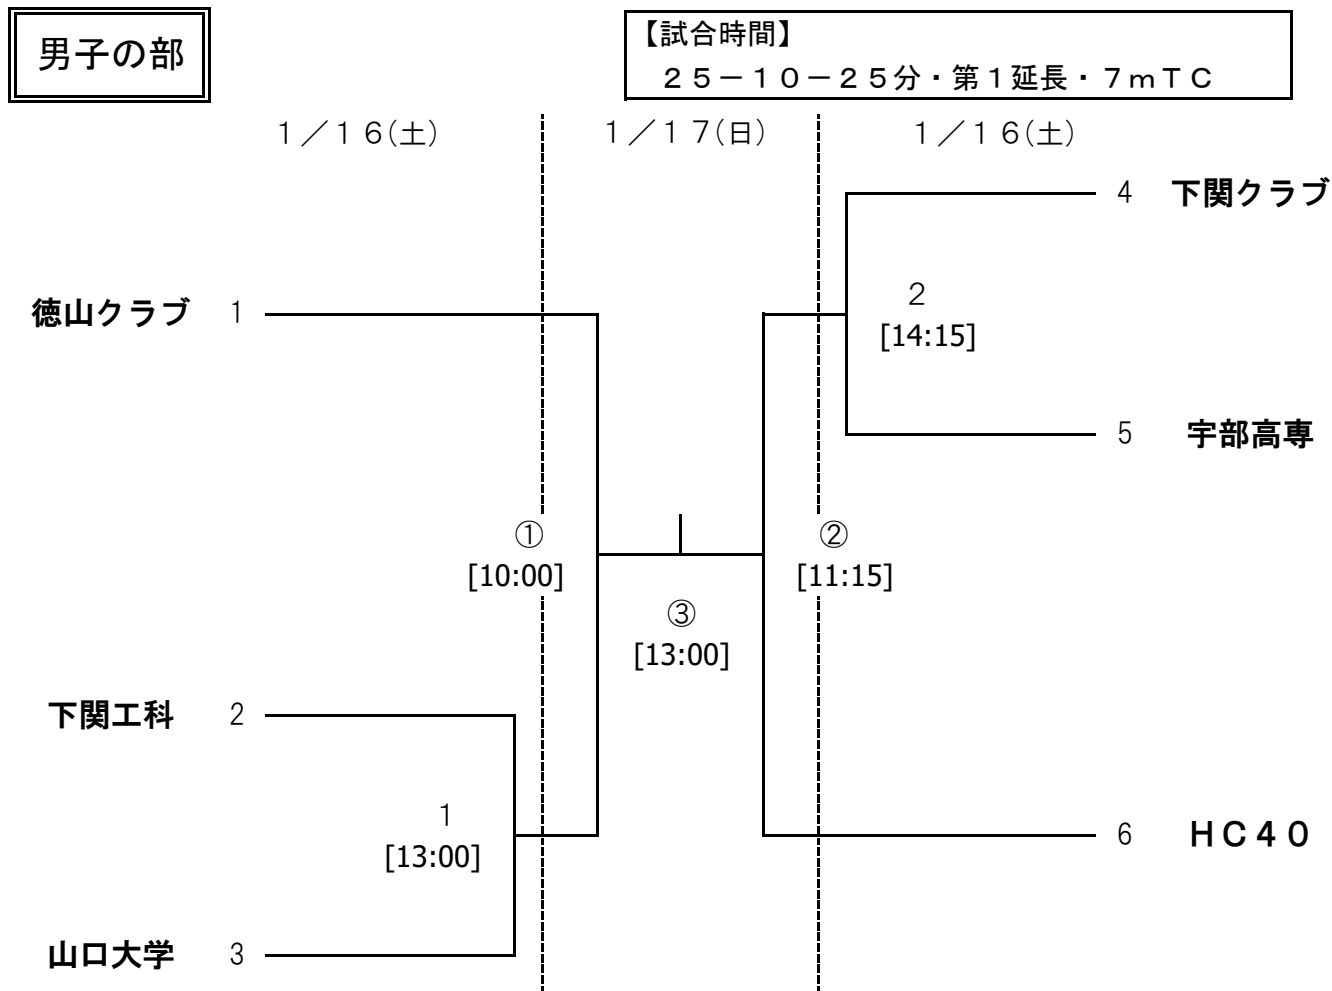 男子の部
【試合時間】
２５－１０－２５分・第１延長・７ｍＴＣ
１／１６(土)
１／１７(日)
１／１６(土)
4 下関クラブ
徳山クラブ 1
2
[14:15]
5 宇部高専
①
[10:00]
②
[11:15]
③
[13:00]
下関工科 2
1
[13:00]
6 ＨＣ４０
山口大学 3